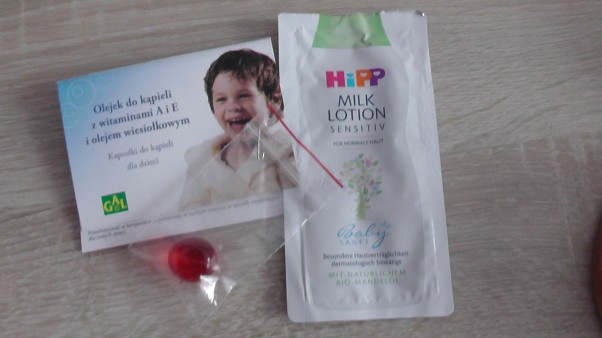 Olejek do kąpieli
z witaminami A i E
i olejem wiesiołkowym
Kapsułki do kąpieli
dla dzieci
GAL
HiPP
MILK
LOTION
SENSITIV
FÜR NORMALE HAUT
Baby
SANFT
Besondere Hautverträglichkeit
dermatologisch bestätigt
MIT NATÜRLICHEM
BIO-MANDELÖL